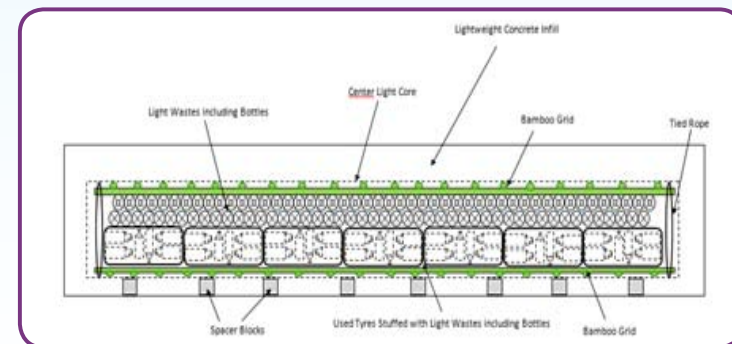 Lightweight Concrete Infill
Center Light Core
Light Wastes including Bottles
Bamboo Grid
Tied Rope
Spacer Blocks
Used Tyres Stuffed with Light Wastes including Bottles
Bamboo Grid